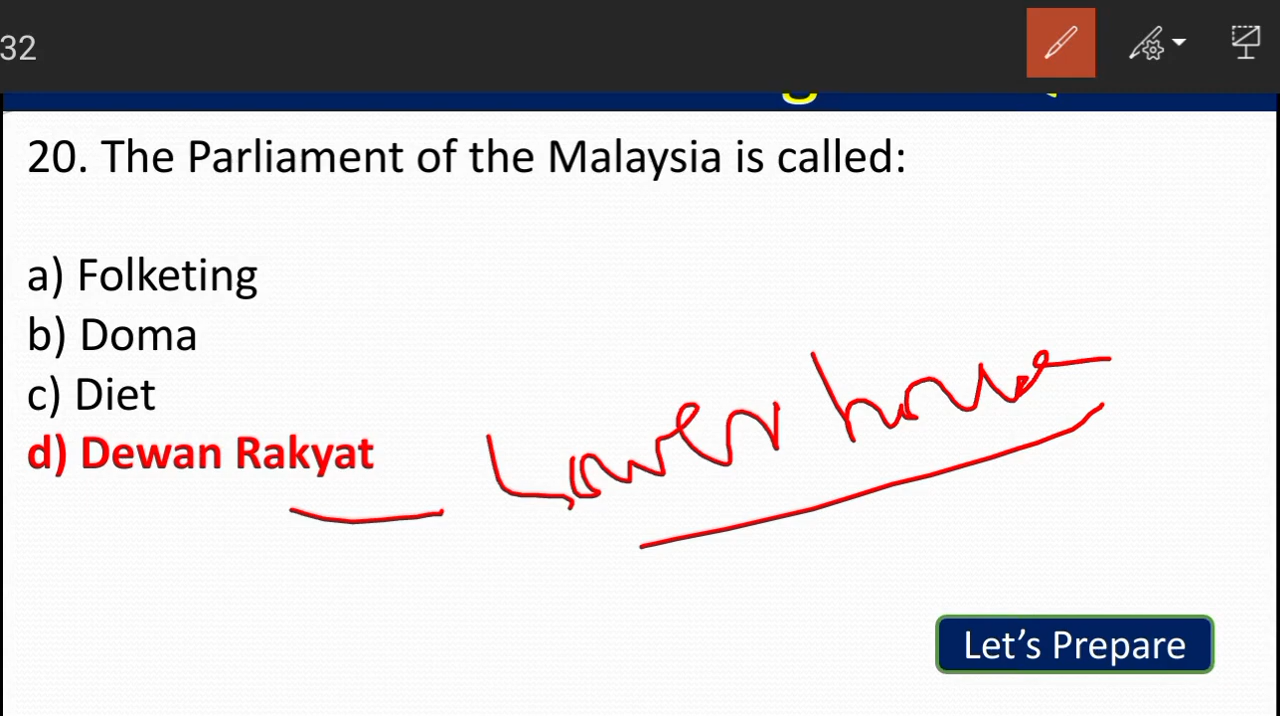 32
20. The Parliament of the Malaysia is called:
a) Folketing
b) Doma
c) Diet
d) Dewan Rakyat
Lower house
Let's Prepare